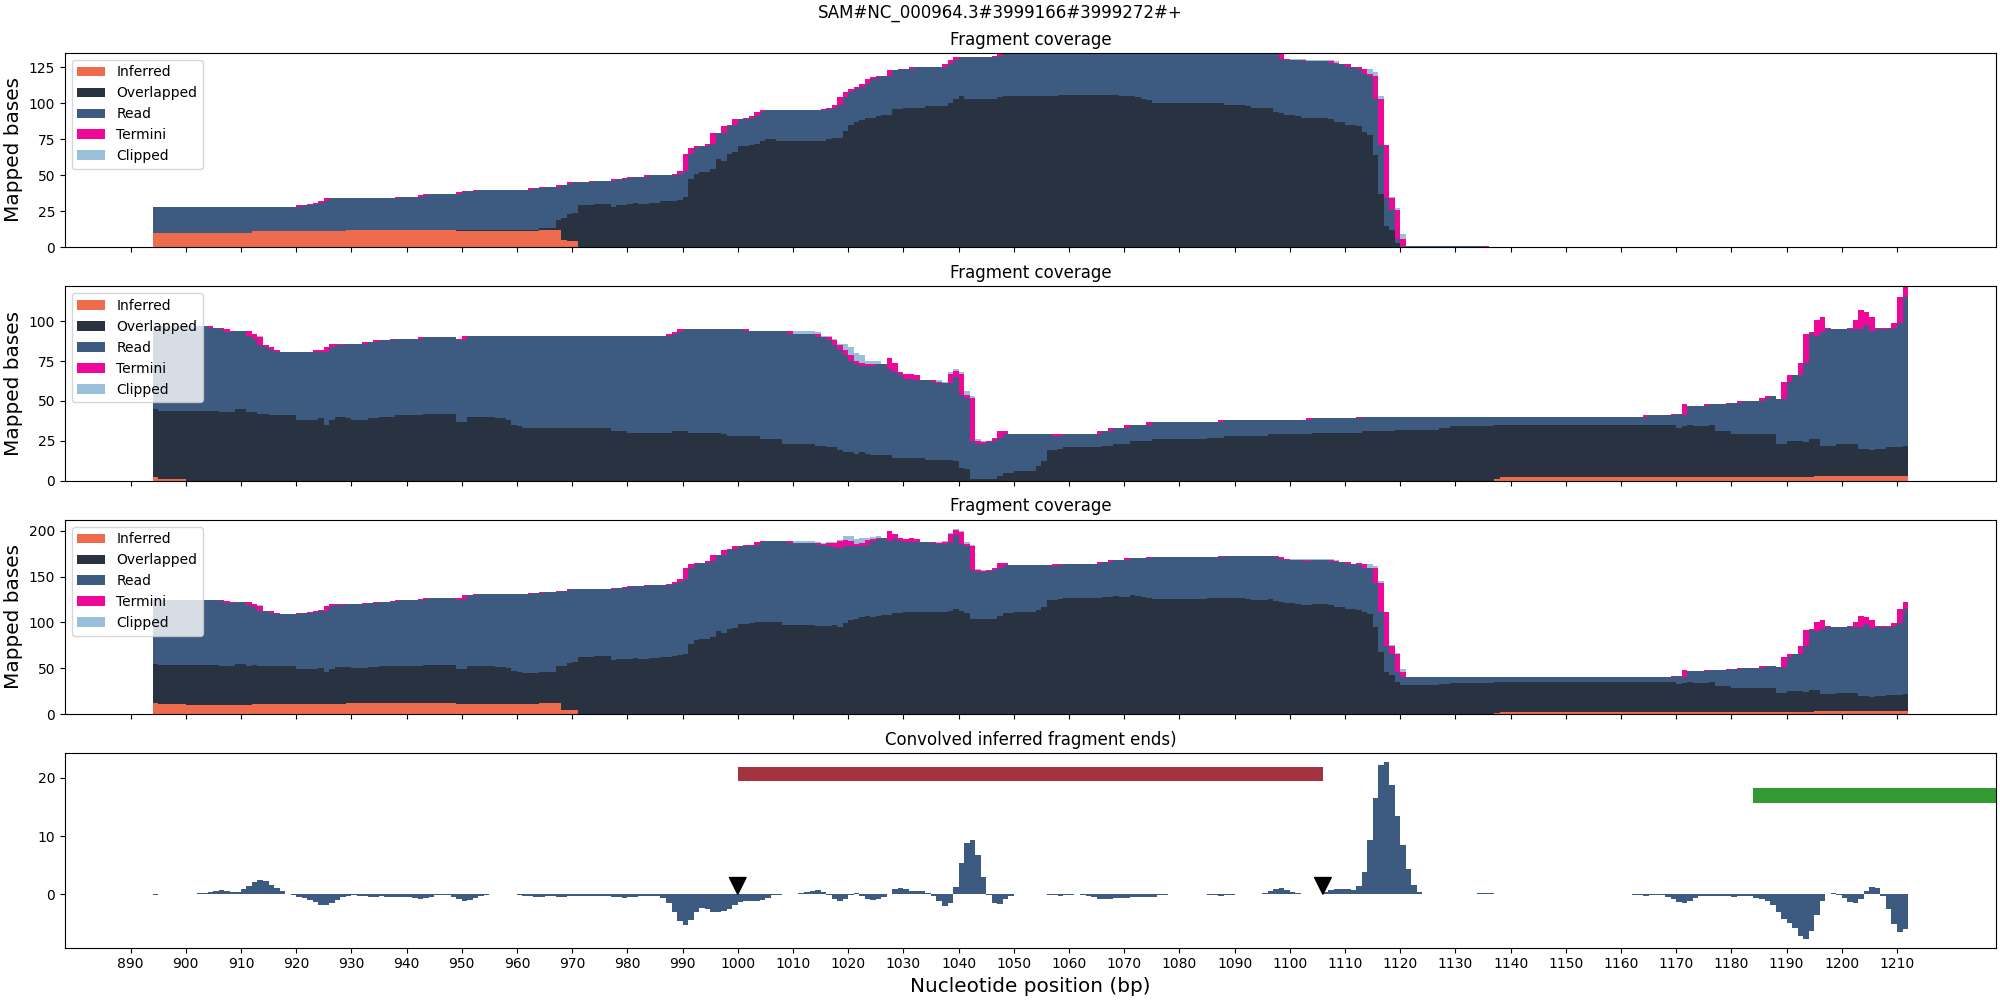 SAM#NC_000964.3#3999166#3999272#+
Fragment coverage
Mapped bases
125
100
75
50
25
0
Inferred
Overlapped
Read
Termini
Clipped
Fragment coverage
Mapped bases
100
75
50
25
0
Inferred
Overlapped
Read
Termini
Clipped
Fragment coverage
Mapped bases
200
150
100
50
0
Inferred
Overlapped
Read
Termini
Clipped
Convolved inferred fragment ends)
20
10
0
890 900 910 920 930 940 950 960 970 980 990 1000 1010 1020 1030 1040 1050 1060 1070 1080 1090 1100 1110 1120 1130 1140 1150 1160 1170 1180 1190 1200 1210
Nucleotide position (bp)